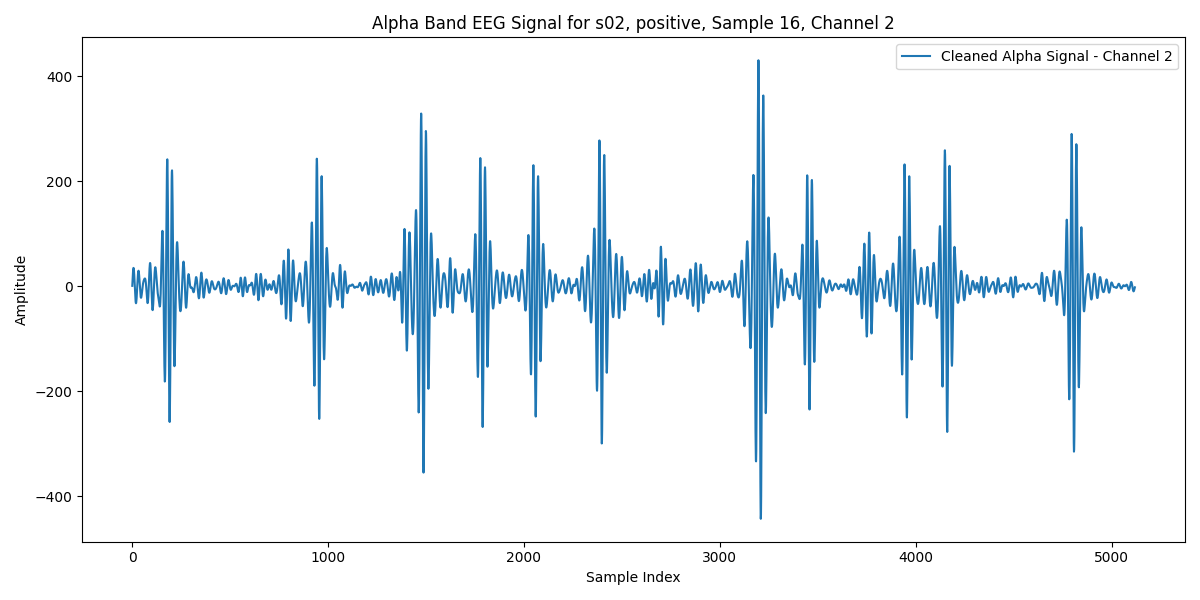 Alpha Band EEG Signal for s02, positive, Sample 16, Channel 2
Cleaned Alpha Signal - Channel 2
Amplitude
400
200
0
−200
−400
0 1000 2000 3000 4000 5000
Sample Index